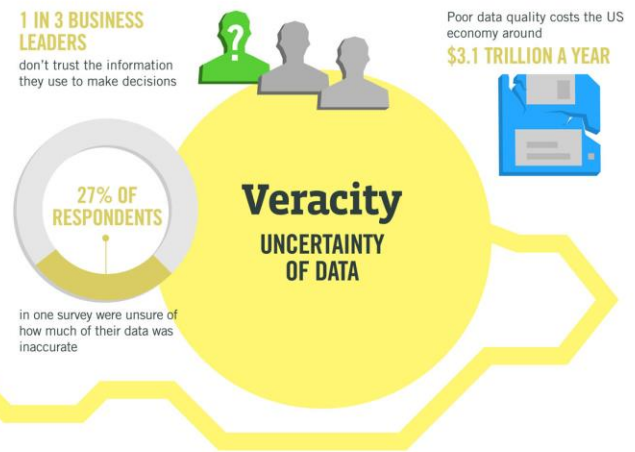 1 IN 3 BUSINESS
LEADERS
don't trust the information
they use to make decisions
?
Poor data quality costs the US
economy around
$3.1 TRILLION A YEAR
27% OF
RESPONDENTS
in one survey were unsure of
how much of their data was
inaccurate
Veracity
UNCERTAINTY
OF DATA